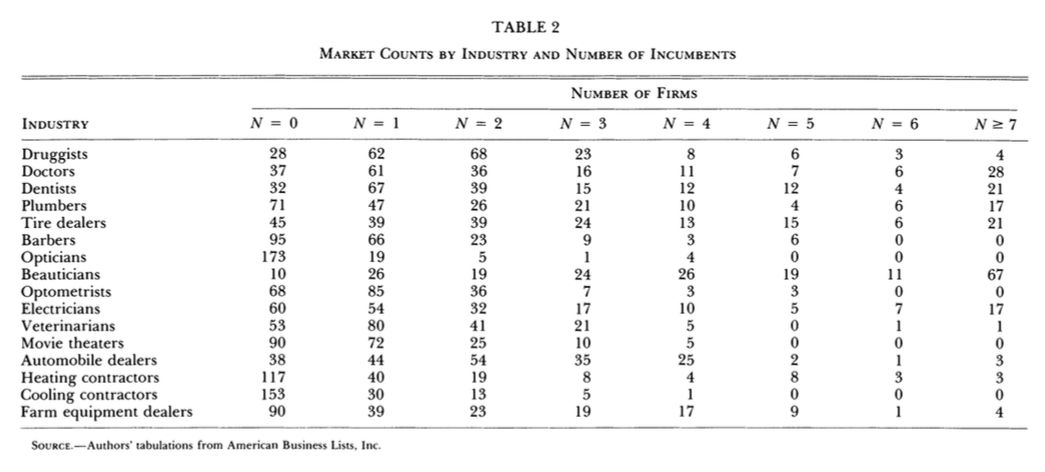 TABLE 2
MARKET COUNTS BY INDUSTRY AND NUMBER OF INCUMBENTS
NUMBER OF FIRMS
INDUSTRY N = 0 N = 1 N = 2 N = 3 N = 4 N = 5 N = 6 N ≥ 7
Druggists 28 62 68 23 8 6 3 4
Doctors 37 61 36 16 11 7 6 28
Dentists 32 67 39 15 12 12 4 21
Plumbers 71 47 26 21 10 4 6 17
Tire dealers 45 39 39 24 13 15 6 21
Barbers 95 66 23 9 3 6 0 0
Opticians 173 19 5 1 4 0 0 0
Beauticians 10 26 19 24 26 19 11 67
Optometrists 68 85 36 7 3 3 0 0
Electricians 60 54 32 17 10 5 7 17
Veterinarians 53 80 41 21 5 0 1 1
Movie theaters 90 72 25 10 5 0 0 0
Automobile dealers 38 44 54 35 25 2 1 3
Heating contractors 117 40 19 8 4 8 3 3
Cooling contractors 153 30 13 5 1 0 0 0
Farm equipment dealers 90 39 23 19 17 9 1 4
SOURCE.—Authors' tabulations from American Business Lists, Inc.